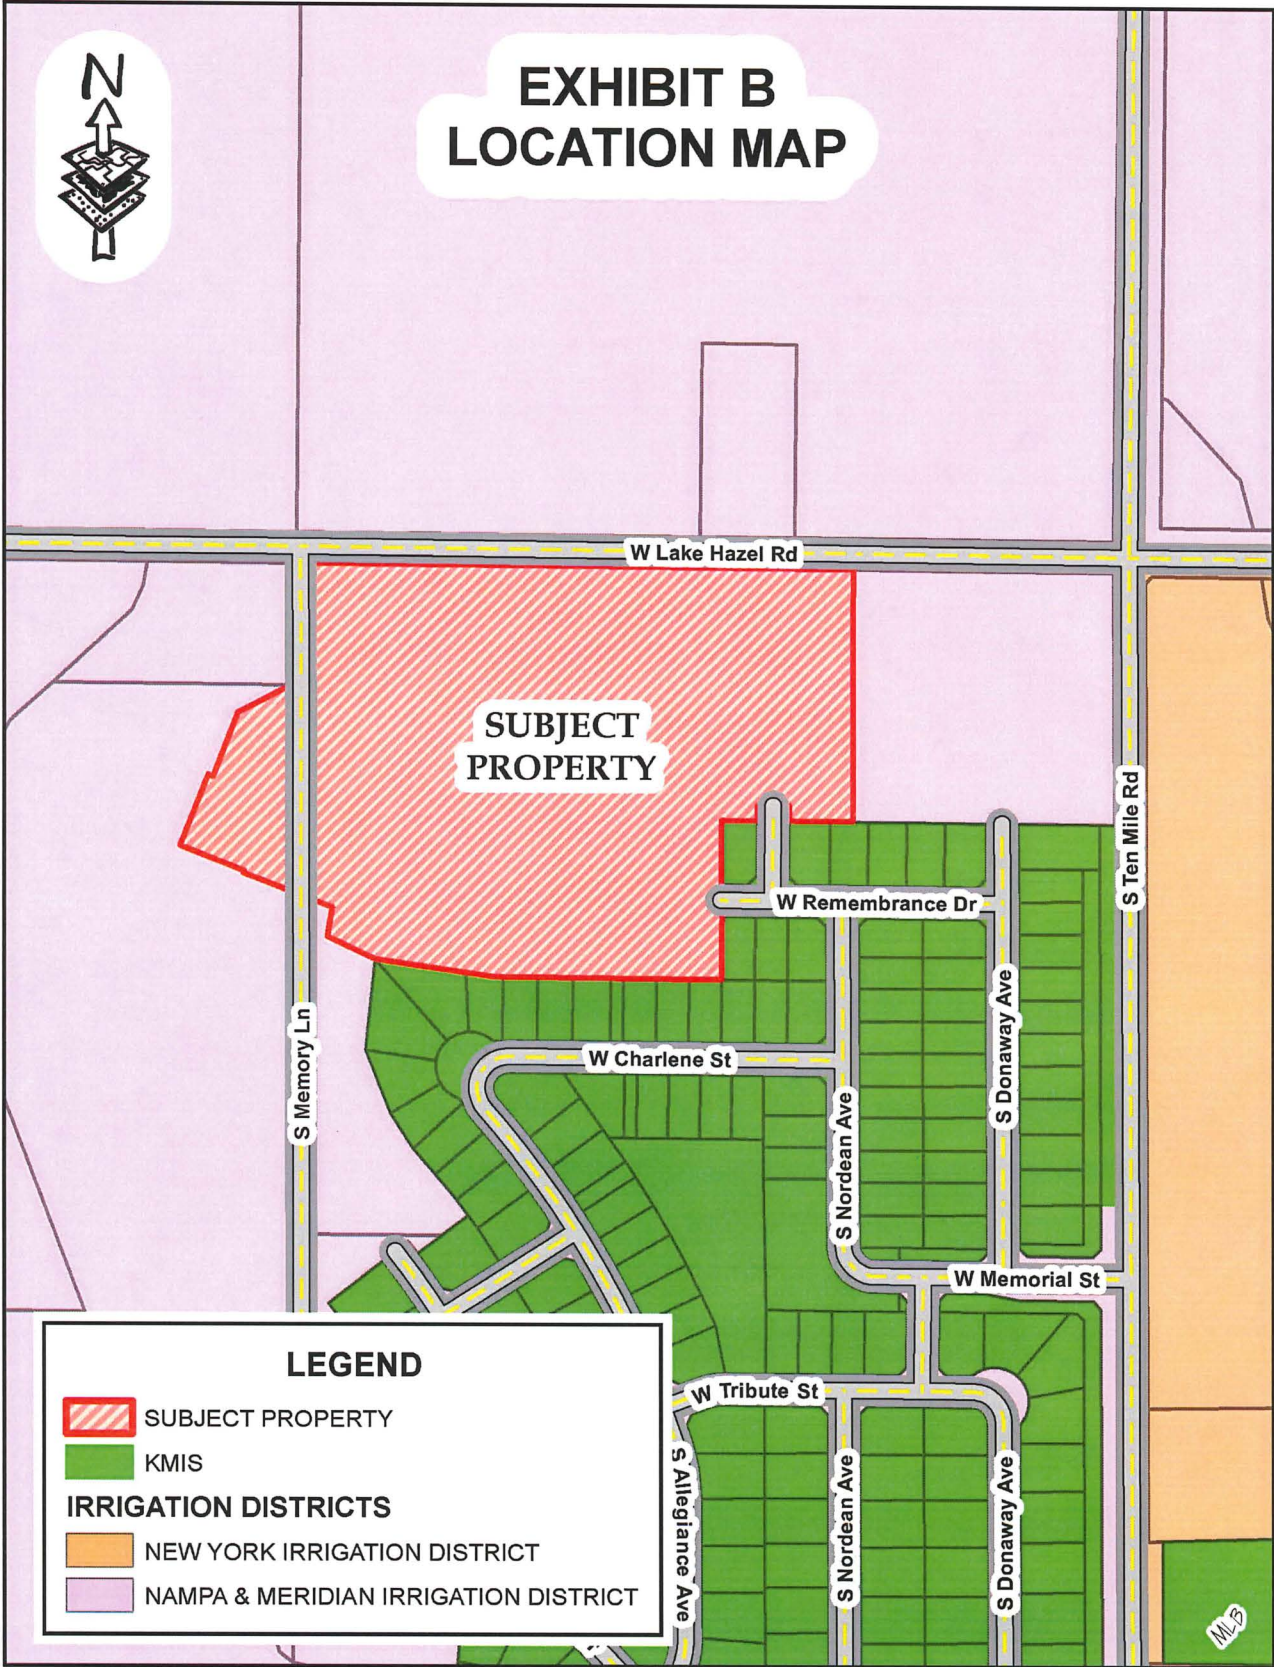 N
EXHIBIT B
LOCATION MAP
W Lake Hazel Rd
SUBJECT
PROPERTY
S Ten Mile Rd
W Remembrance Dr
S Donaway Ave
S Memory Ln
W Charlene St
S Nordean Ave
W Memorial St
W Tribute St
S Allegiance Ave
S Nordean Ave
S Donaway Ave
LEGEND
SUBJECT PROPERTY
KMIS
IRRIGATION DISTRICTS
NEW YORK IRRIGATION DISTRICT
NAMPA & MERIDIAN IRRIGATION DISTRICT
MLB